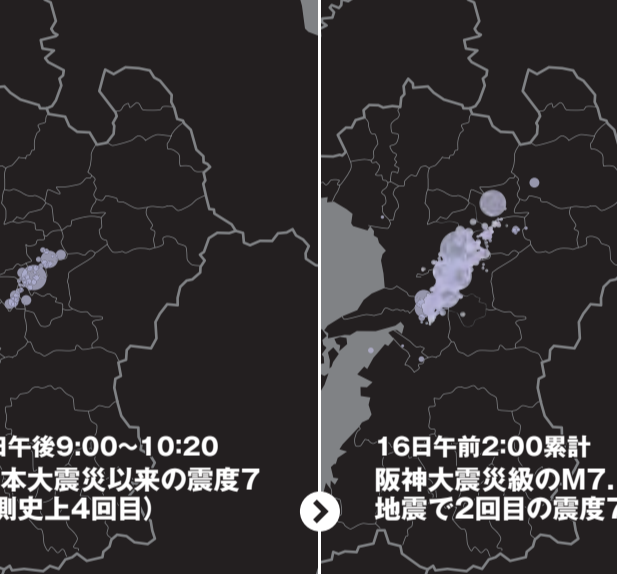 日午後9:00〜10:20
本大震災以来の震度7
測史上4回目）
16日午前2:00累計
阪神大震災級のM7.
地震で2回目の震度7